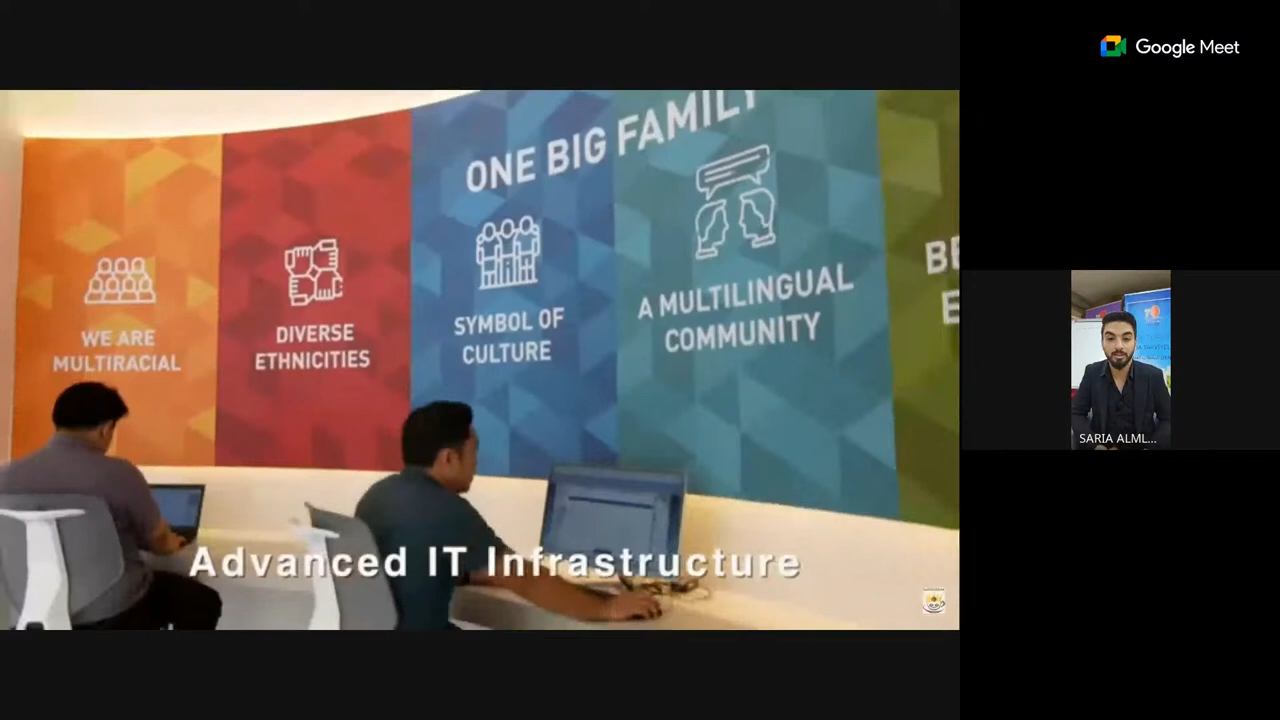 Google Meet
ONE BIG FAMILY
WE ARE
MULTIRACIAL
DIVERSE
ETHNICITIES
SYMBOL OF
CULTURE
A MULTILINGUAL
COMMUNITY
Advanced IT Infrastructure
SARIA ALML...